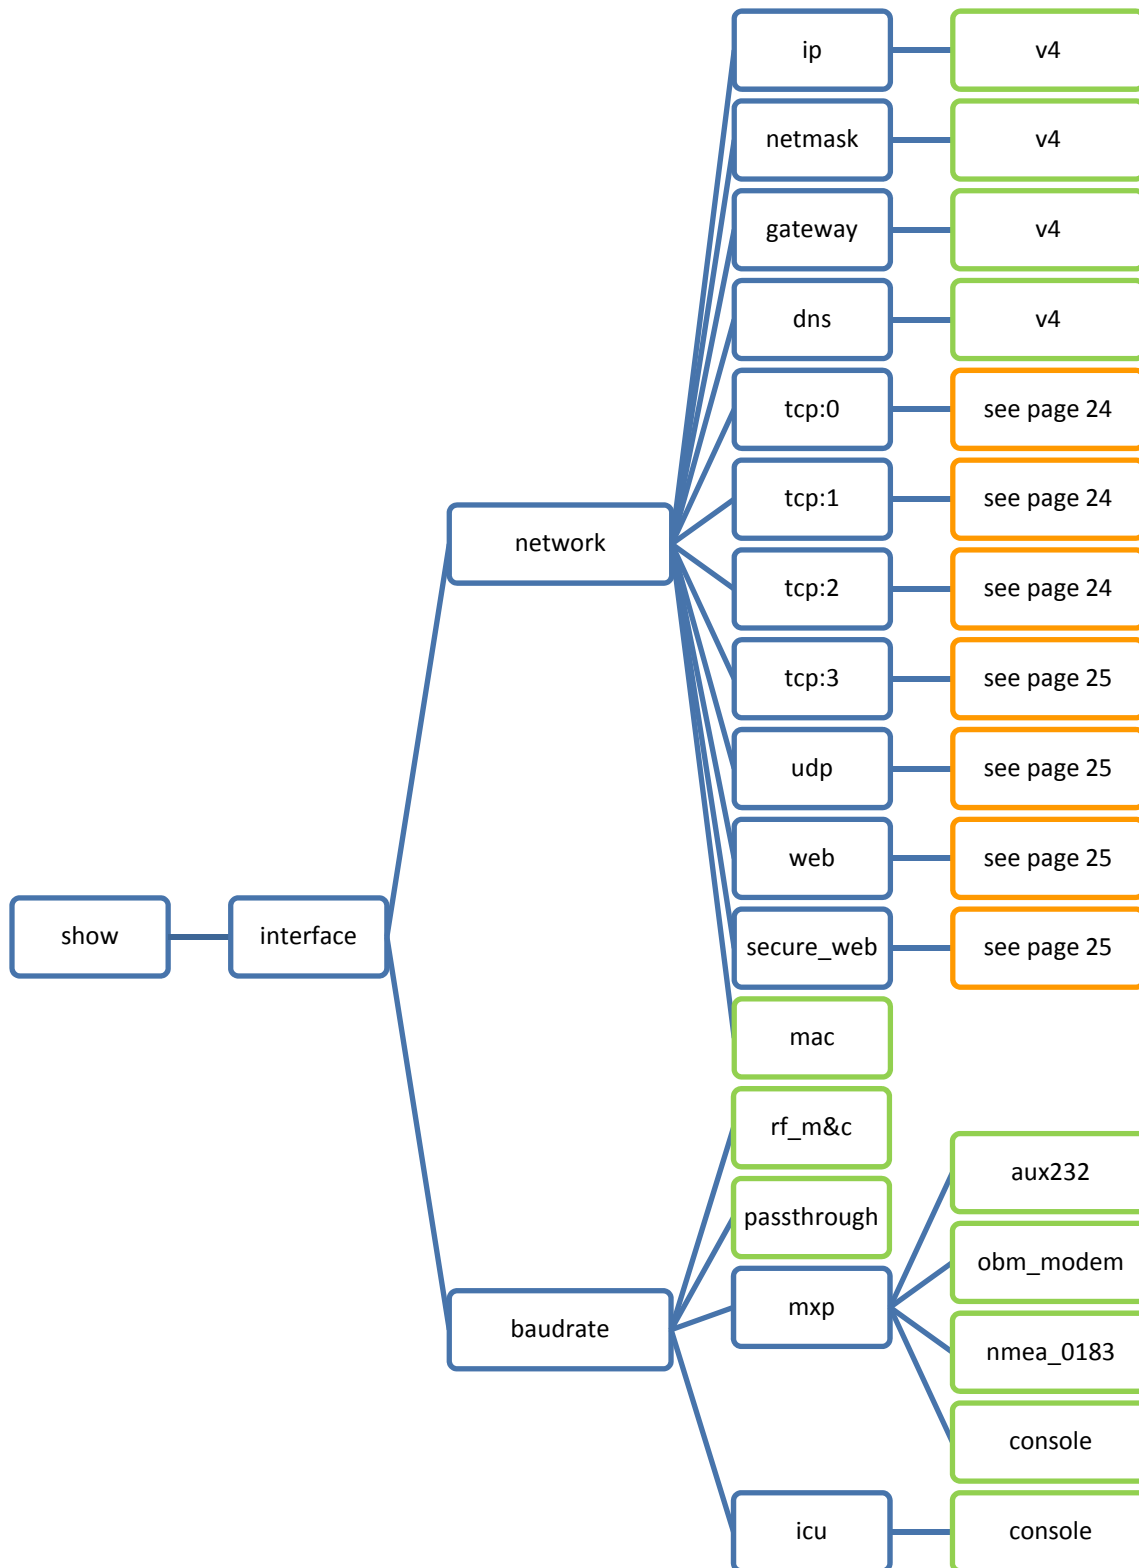 ip
v4
netmask
v4
gateway
v4
dns
v4
tcp:0
see page 24
tcp:1
see page 24
network
tcp:2
see page 24
tcp:3
see page 25
udp
see page 25
web
see page 25
show
interface
secure_web
see page 25
mac
rf_m&c
aux232
passthrough
obm_modem
baudrate
mxp
nmea_0183
console
icu
console